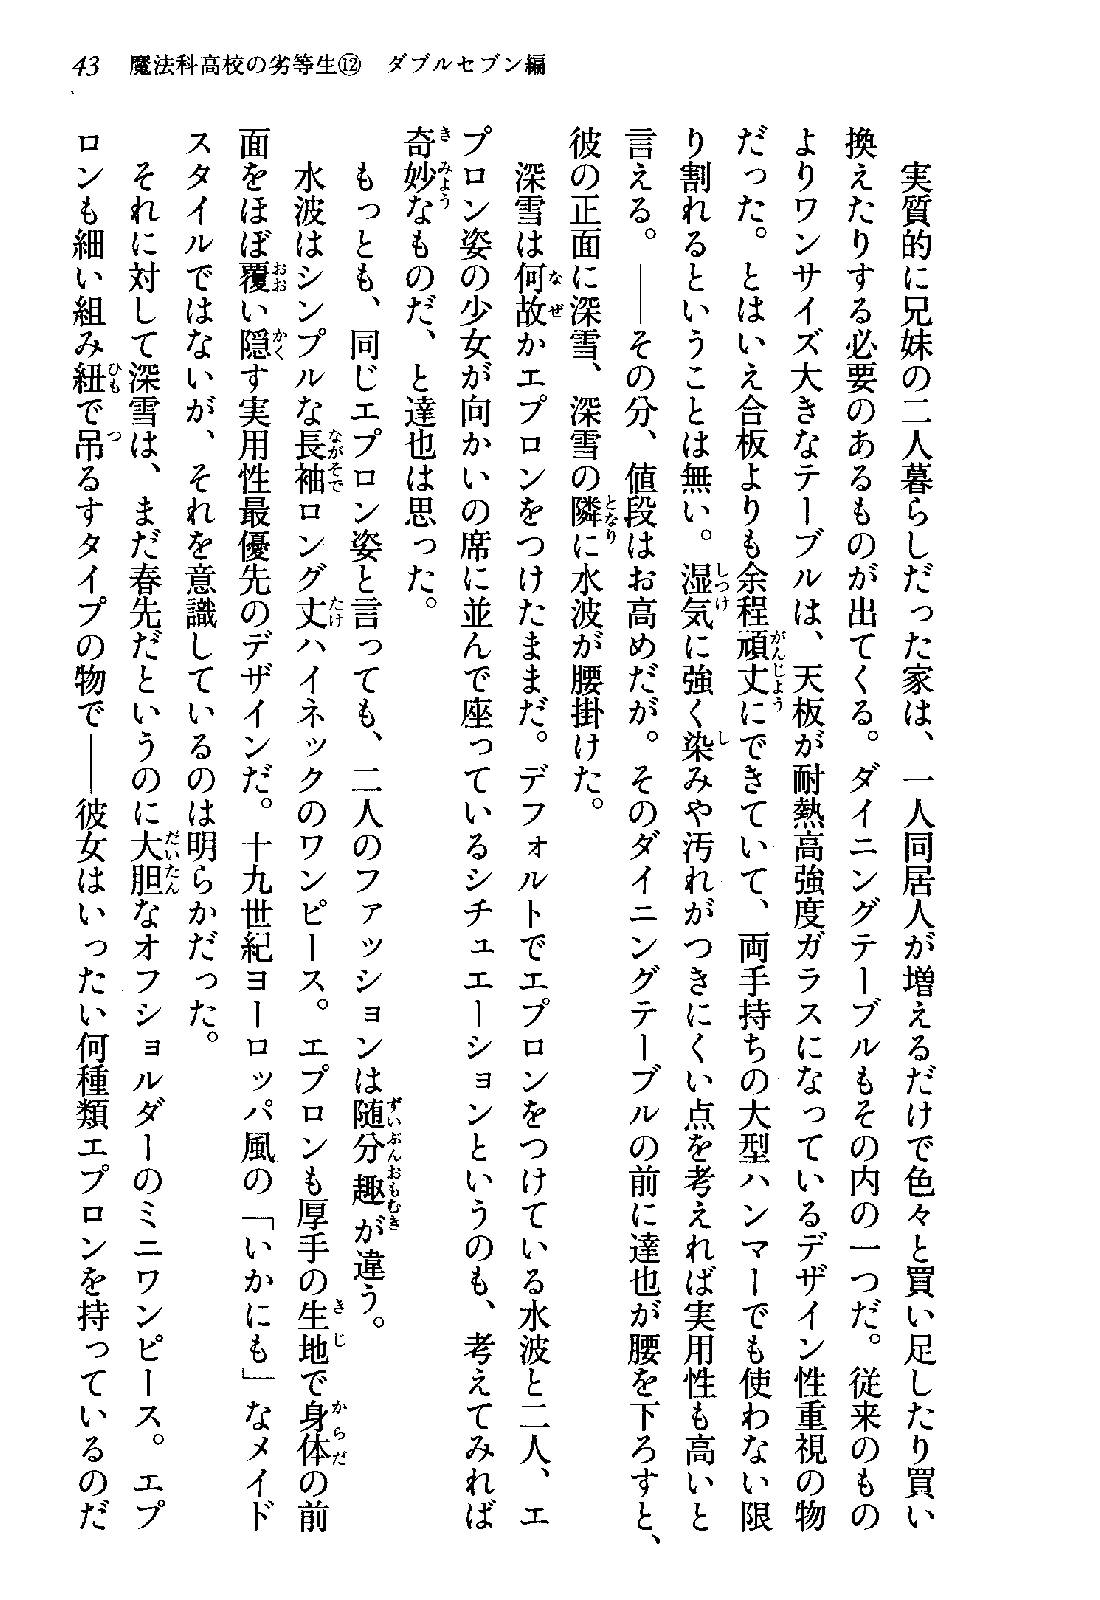 43　魔法科高校の劣等生⑫　ダブルセブン編
　実質的に兄妹の二人暮らしだった家は、一人同居人が増えるだけで色々と買い足したり買い
換えたりする必要のあるものが出てくる。ダイニングテーブルもその内の一つだ。従来のもの
よりワンサイズ大きなテーブルは、天板が耐熱高強度ガラスになっているデザイン性重視の物
だった。とはいえ合板よりも余程頑丈にできていて、両手持ちの大型ハンマーでも使わない限
り割れるということは無い。湿気に強く染みや汚れがつきにくい点を考えれば実用性も高いと
言える。――その分、値段はお高めだが。そのダイニングテーブルの前に達也が腰を下ろすと、
彼の正面に深雪、深雪の隣に水波が腰掛けた。
　深雪は何故かエプロンをつけたままだ。デフォルトでエプロンをつけている水波と二人、エ
プロン姿の少女が向かいの席に並んで座っているシチュエーションというのも、考えてみれば
奇妙なものだ、と達也は思った。
　もっとも、同じエプロン姿と言っても、二人のファッションは随分趣が違う。
　水波はシンプルな長袖ロング丈ハイネックのワンピース。エプロンも厚手の生地で身体の前
面をほぼ覆い隠す実用性最優先のデザインだ。十九世紀ヨーロッパ風の「いかにも」なメイド
スタイルではないが、それを意識しているのは明らかだった。
　それに対して深雪は、まだ春先だというのに大胆なオフショルダーのミニワンピース。エプ
ロンも細い組み紐で吊るすタイプの物で――彼女はいったい何種類エプロンを持っているのだ